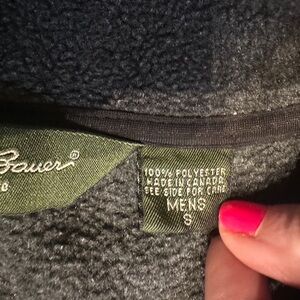 Bauer®
100% POLYESTER
MADE IN CANADA
SEE SIDE FOR CARE
MENS
S